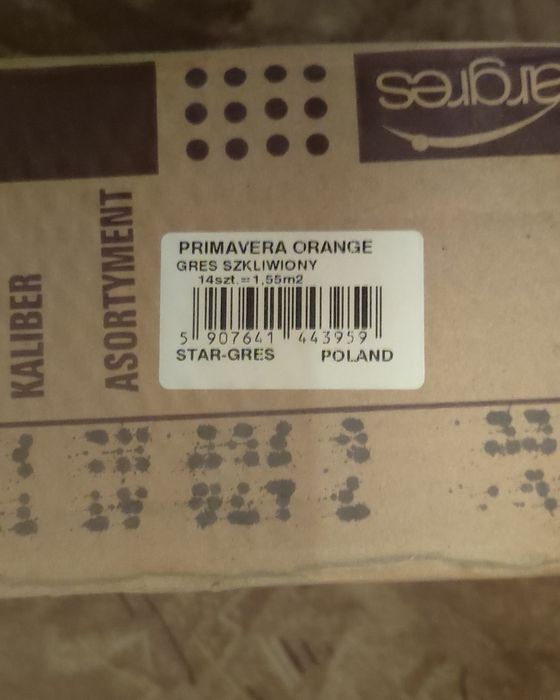 argres
KALIBER
ASORTYMENT
PRIMAVERA ORANGE
GRES SZKLIWIONY
14szt.=1,55m2
5 907641 443959
STAR-GRES POLAND